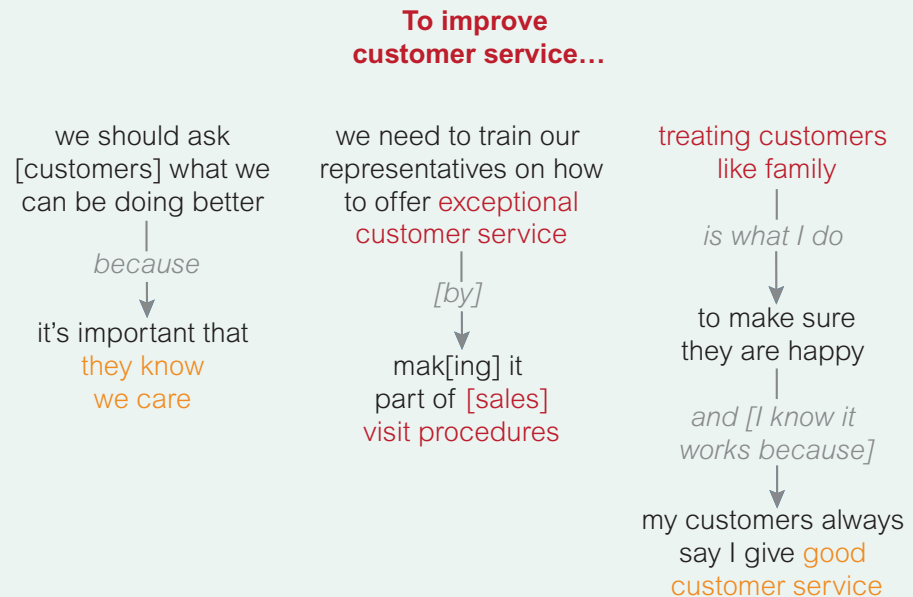 To improve
customer service…
we should ask
[customers] what we
can be doing better
because
it's important that
they know
we care
we need to train our
representatives on how
to offer exceptional
customer service
[by]
mak[ing] it
part of [sales]
visit procedures
treating customers
like family
is what I do
to make sure
they are happy
and [I know it
works because]
my customers always
say I give good
customer service